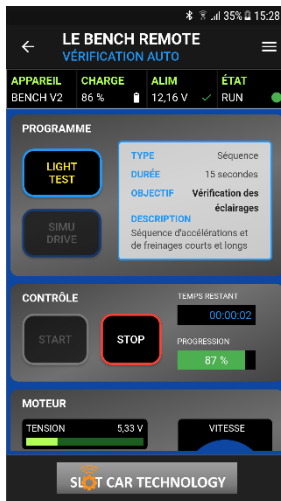 35% 15:28
LE BENCH REMOTE
VÉRIFICATION AUTO
APPAREIL CHARGE ALIM ÉTAT
BENCH V2 86 % 12,16 V RUN
PROGRAMME
LIGHT
TEST
SIMU
DRIVE
TYPE Séquence
DURÉE 15 secondes
OBJECTIF Vérification des
éclairages
DESCRIPTION
Séquence d'accélérations et
de freinages courts et longs
CONTRÔLE
START
STOP
TEMPS RESTANT
00:00:02
PROGRESSION
87 %
MOTEUR
TENSION 5,33 V
VITESSE
SLOT CAR TECHNOLOGY